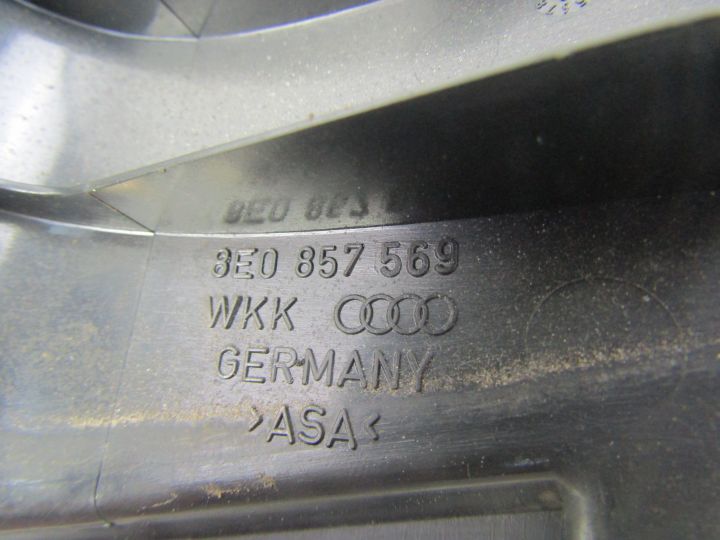 8E0 857 569
WKK
GERMANY
>ASA<